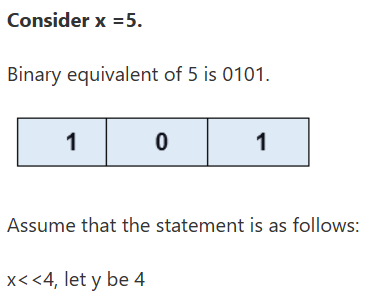 Consider x =5.
Binary equivalent of 5 is 0101.
1 0 1
Assume that the statement is as follows:
x<<4, let y be 4